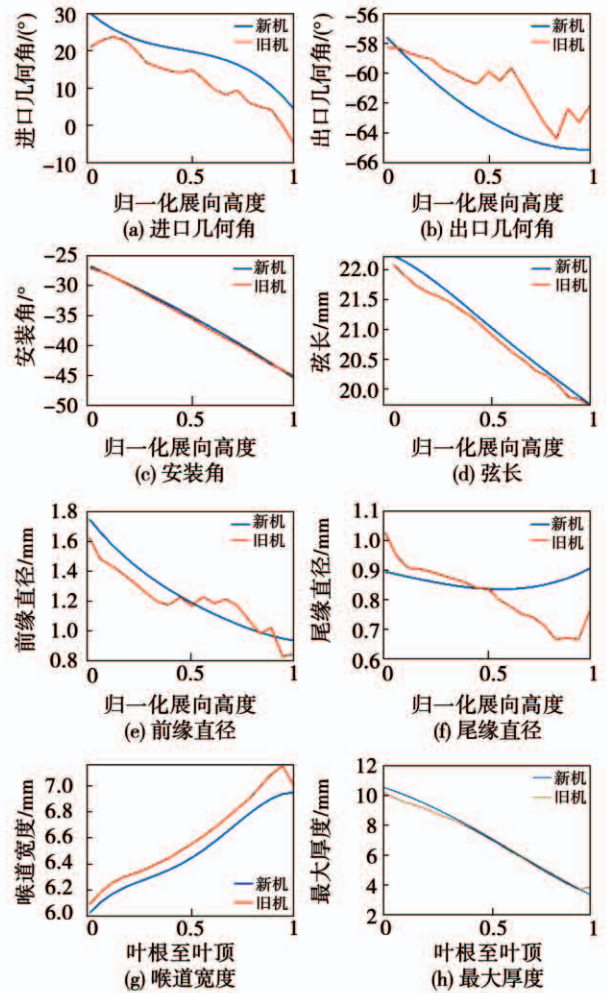 30
20
10
0
−10
进口几何角/(°)
新机
旧机
0 0.5 1
归一化展向高度
(a) 进口几何角
−56
−58
−60
−62
−64
−66
出口几何角/(°)
新机
旧机
0 0.5 1
归一化展向高度
(b) 出口几何角
−25
−30
−35
−40
−45
−50
安装角/°
新机
旧机
0 0.5 1
归一化展向高度
(c) 安装角
22.0
21.5
21.0
20.5
20.0
弦长/mm
新机
旧机
0 0.5 1
归一化展向高度
(d) 弦长
1.8
1.6
1.4
1.2
1.0
0.8
前缘直径/mm
新机
旧机
0 0.5 1
归一化展向高度
(e) 前缘直径
1.1
1.0
0.9
0.8
0.7
0.6
尾缘直径/mm
新机
旧机
0 0.5 1
归一化展向高度
(f) 尾缘直径
7.0
6.8
6.6
6.4
6.2
6.0
喉道宽度/mm
新机
旧机
0 0.5 1
叶根至叶顶
(g) 喉道宽度
12
10
8
6
4
2
最大厚度/mm
新机
旧机
0 0.5 1
叶根至叶顶
(h) 最大厚度